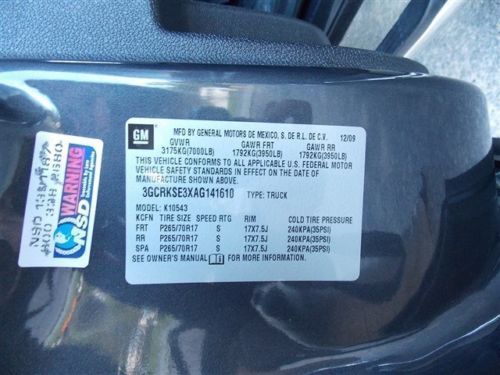 GM
MFD BY GENERAL MOTORS DE MEXICO, S. DE R.L. DE C.V. 12/09
GVWR GAWR FRT GAWR RR
3175KG(7000LB) 1792KG(3950LB) 1792KG(3950LB)
THIS VEHICLE CONFORMS TO ALL APPLICABLE U.S. FEDERAL MOTOR
VEHICLE SAFETY STANDARDS IN EFFECT ON THE DATE OF
MANUFACTURE SHOWN ABOVE.
3GCRKSE3XAG141610 TYPE: TRUCK
MODEL: K10543
KCFN TIRE SIZE SPEED RTG RIM COLD TIRE PRESSURE
FRT P265/70R17 S 17X7.5J 240KPA(35PSI)
RR P265/70R17 S 17X7.5J 240KPA(35PSI)
SPA P265/70R17 S 17X7.5J 240KPA(35PSI)
SEE OWNER'S MANUAL FOR MORE INFORMATION.
WARNING
NSD
NSD